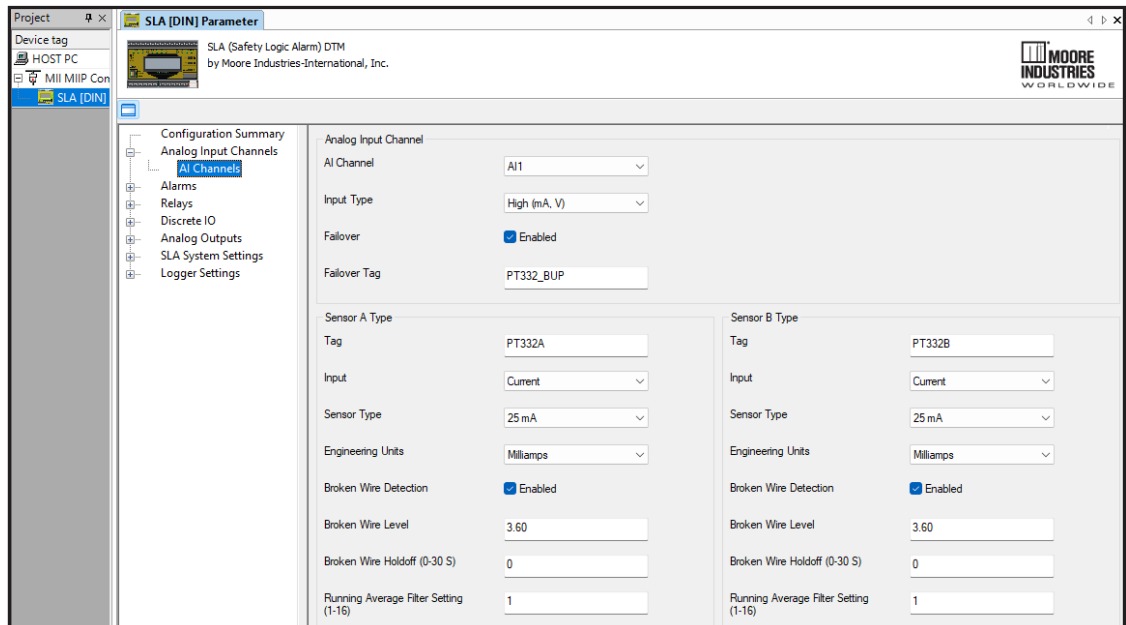 Project
SLA [DIN] Parameter
Device tag
HOST PC
MII MIIP Con
SLA [DIN]
SLA (Safety Logic Alarm) DTM
by Moore Industries-International, Inc.
MOORE
INDUSTRIES
WORLDWIDE
Configuration Summary
Analog Input Channels
AI Channels
Alarms
Relays
Discrete IO
Analog Outputs
SLA System Settings
Logger Settings
Analog Input Channel
AI Channel AI1
Input Type High (mA, V)
Failover Enabled
Failover Tag PT332_BUP
Sensor A Type
Tag PT332A
Input Current
Sensor Type 25 mA
Engineering Units Milliamps
Broken Wire Detection Enabled
Broken Wire Level 3.60
Broken Wire Holdoff (0-30 S) 0
Running Average Filter Setting
(1-16) 1
Sensor B Type
Tag PT332B
Input Current
Sensor Type 25 mA
Engineering Units Milliamps
Broken Wire Detection Enabled
Broken Wire Level 3.60
Broken Wire Holdoff (0-30 S) 0
Running Average Filter Setting
(1-16) 1